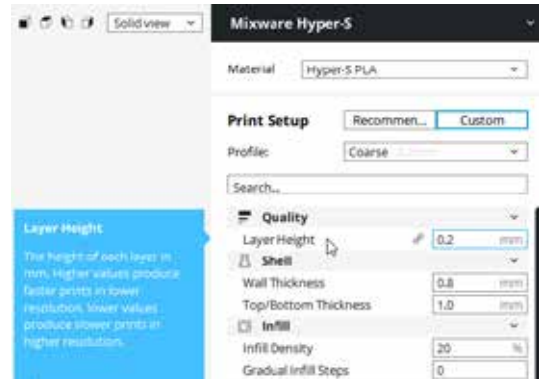 Solid view
Mixware Hyper-S
Material
Hyper-S PLA
Print Setup
Recommen...
Custom
Profile:
Coarse
Search...
Quality
Layer Height
0.2 mm
Shell
Wall Thickness
0.8 mm
Top/Bottom Thickness
1.0 mm
Infill
Infill Density
20 %
Gradual Infill Steps
0
Layer Height
The height of each layer in
mm. Higher values produce
faster prints in lower
resolution, lower values
produce slower prints in
higher resolution.